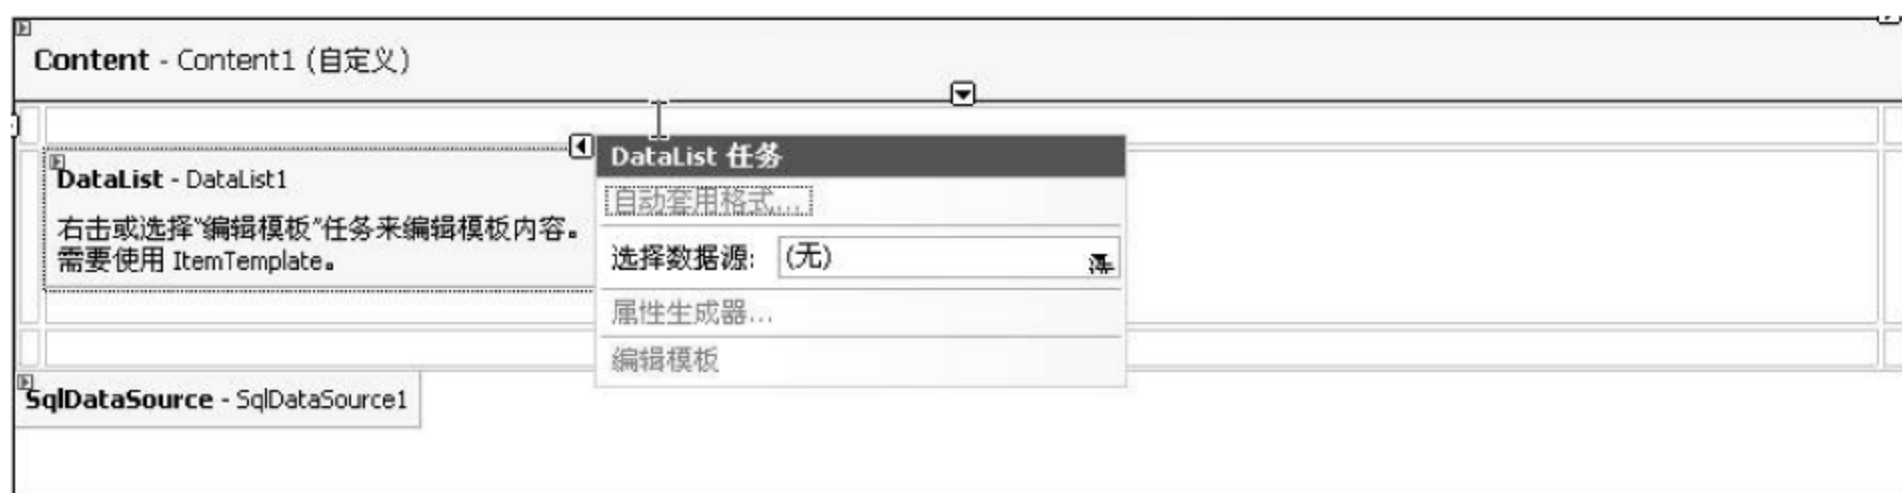 Content - Content1 (自定义)
DataList - DataList1
右击或选择"编辑模板"任务来编辑模板内容。
需要使用 ItemTemplate。
DataList 任务
自动套用格式...
选择数据源: (无)
属性生成器...
编辑模板
SqlDataSource - SqlDataSource1